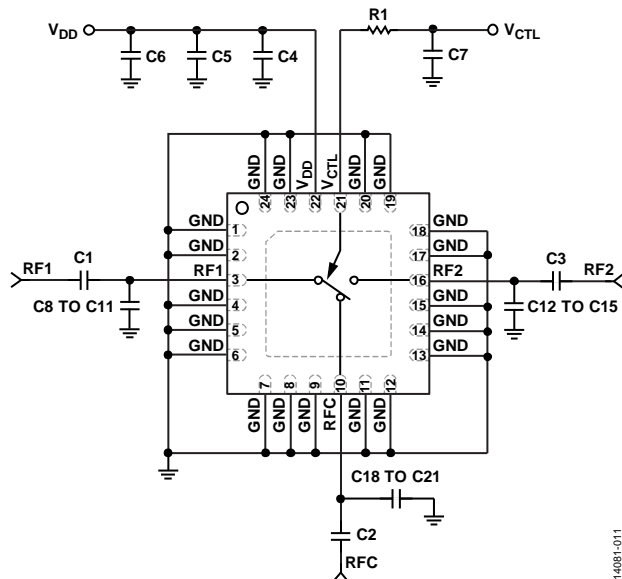 R1
VDD
VCTL
C6
C5
C4
C7
GND
GND
VDD
VCTL
GND
GND
24
23
22
21
20
19
GND
1
18
GND
GND
2
17
GND
C1
C3
RF1
RF1
3
16
RF2
RF2
C8 TO C11
C12 TO C15
GND
4
15
GND
GND
5
14
GND
GND
6
13
GND
7
8
9
10
11
12
GND
GND
GND
RFC
GND
GND
C18 TO C21
C2
RFC
14081-011